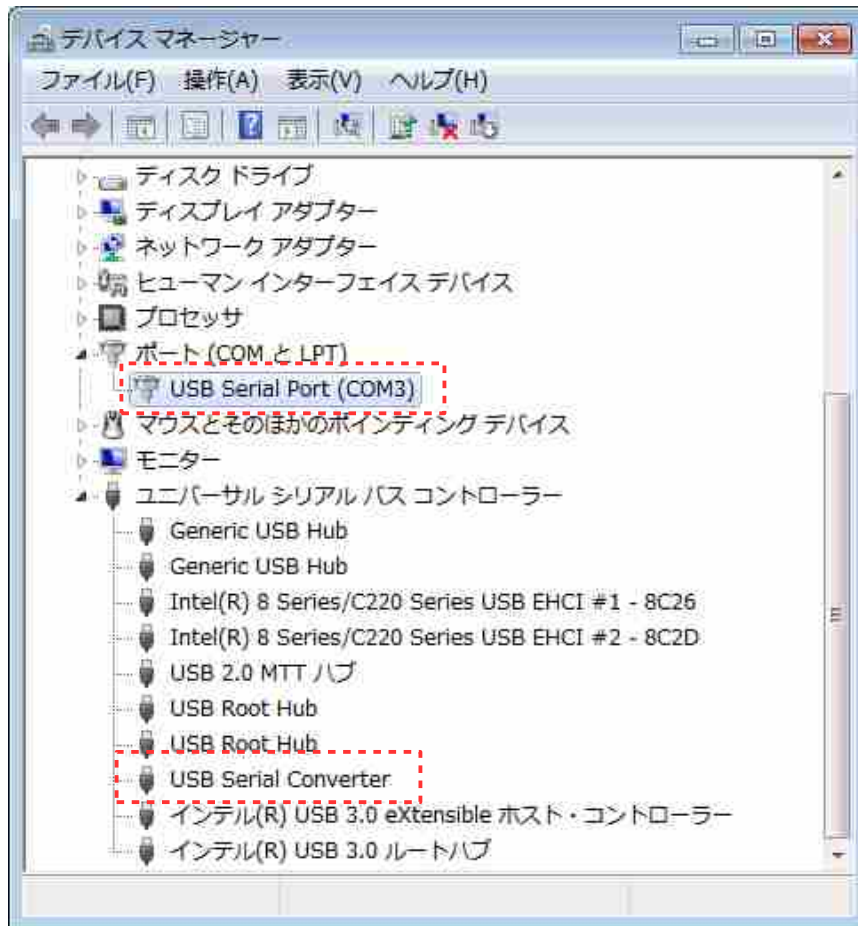 デバイス マネージャー
ファイル(F) 操作(A) 表示(V) ヘルプ(H)
ディスク ドライブ
ディスプレイ アダプター
ネットワーク アダプター
ヒューマン インターフェイス デバイス
プロセッサ
ポート (COM と LPT)
USB Serial Port (COM3)
マウスとそのほかのポインティング デバイス
モニター
ユニバーサル シリアル バス コントローラー
Generic USB Hub
Generic USB Hub
Intel(R) 8 Series/C220 Series USB EHCI #1 - 8C26
Intel(R) 8 Series/C220 Series USB EHCI #2 - 8C2D
USB 2.0 MTT ハブ
USB Root Hub
USB Root Hub
USB Serial Converter
インテル(R) USB 3.0 eXtensible ホスト・コントローラー
インテル(R) USB 3.0 ルートハブ